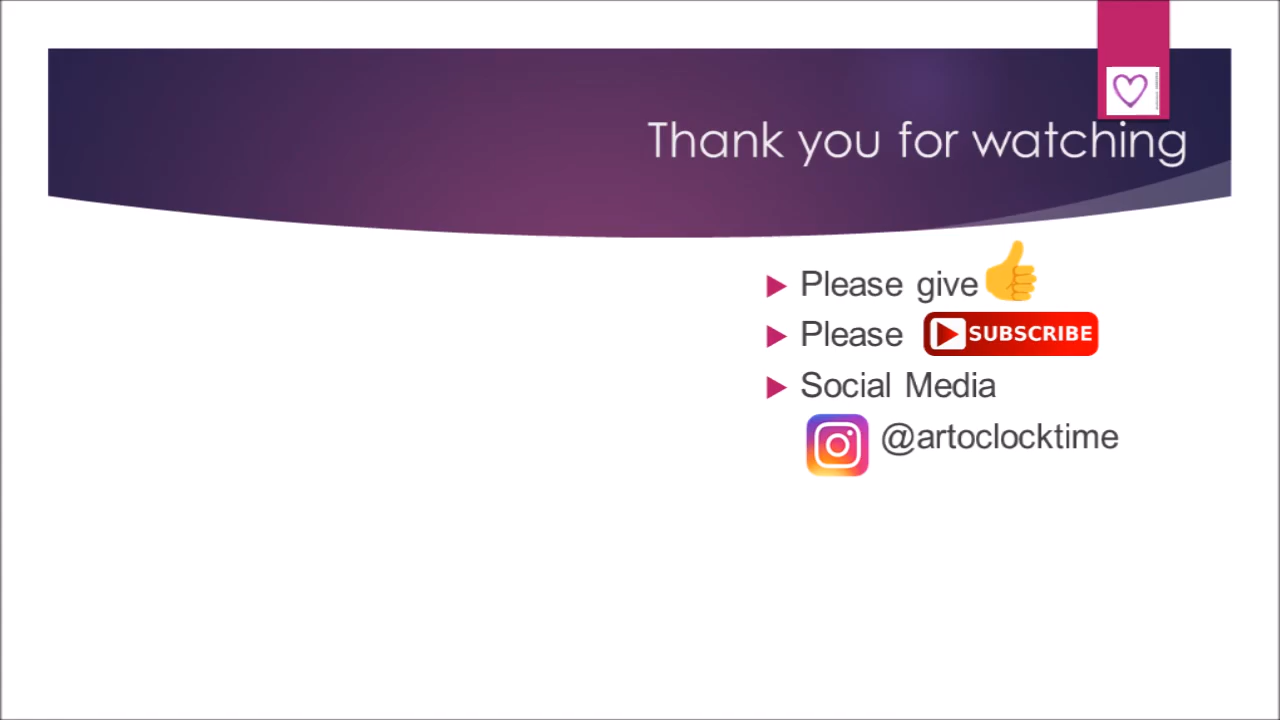 Thank you for watching
Please give
Please SUBSCRIBE
Social Media
@artoclocktime